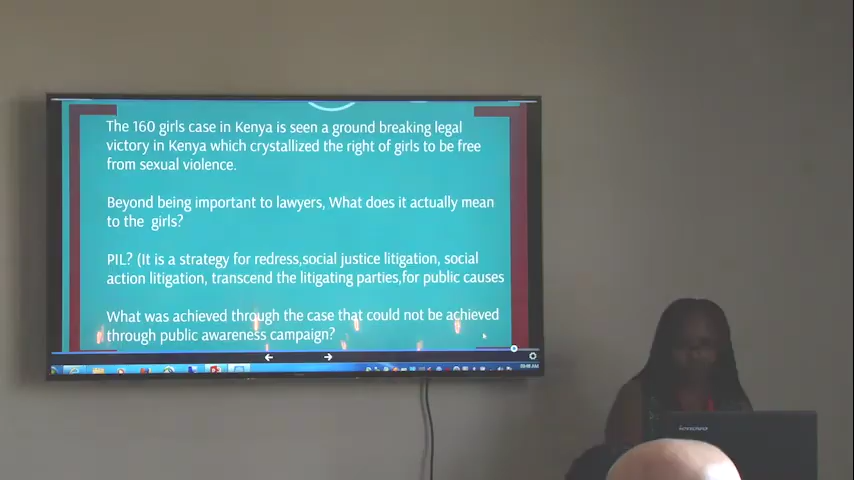 The 160 girls case in Kenya is seen a ground breaking legal
victory in Kenya which crystallized the right of girls to be free
from sexual violence.
Beyond being important to lawyers, What does it actually mean
to the girls?
PIL? (It is a strategy for redress,social justice litigation, social
action litigation, transcend the litigating parties,for public causes
What was achieved through the case that could not be achieved
through public awareness campaign?
lenovo